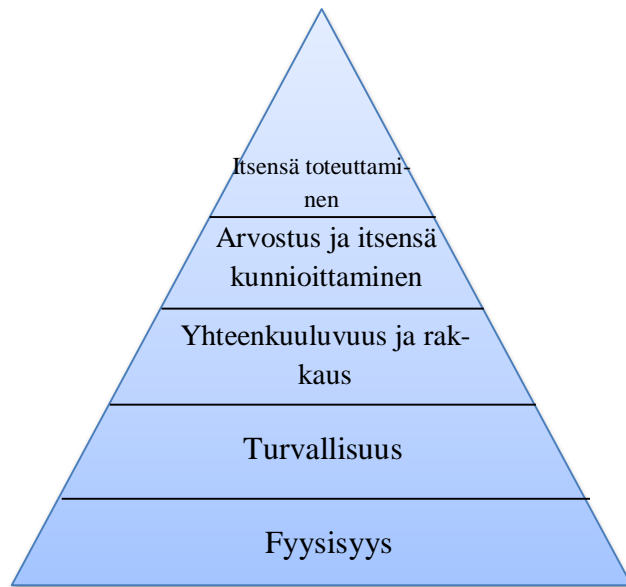 Itsensä toteuttami-
nen
Arvostus ja itsensä
kunnioittaminen
Yhteenkuuluvuus ja rak-
kaus
Turvallisuus
Fyysisyys